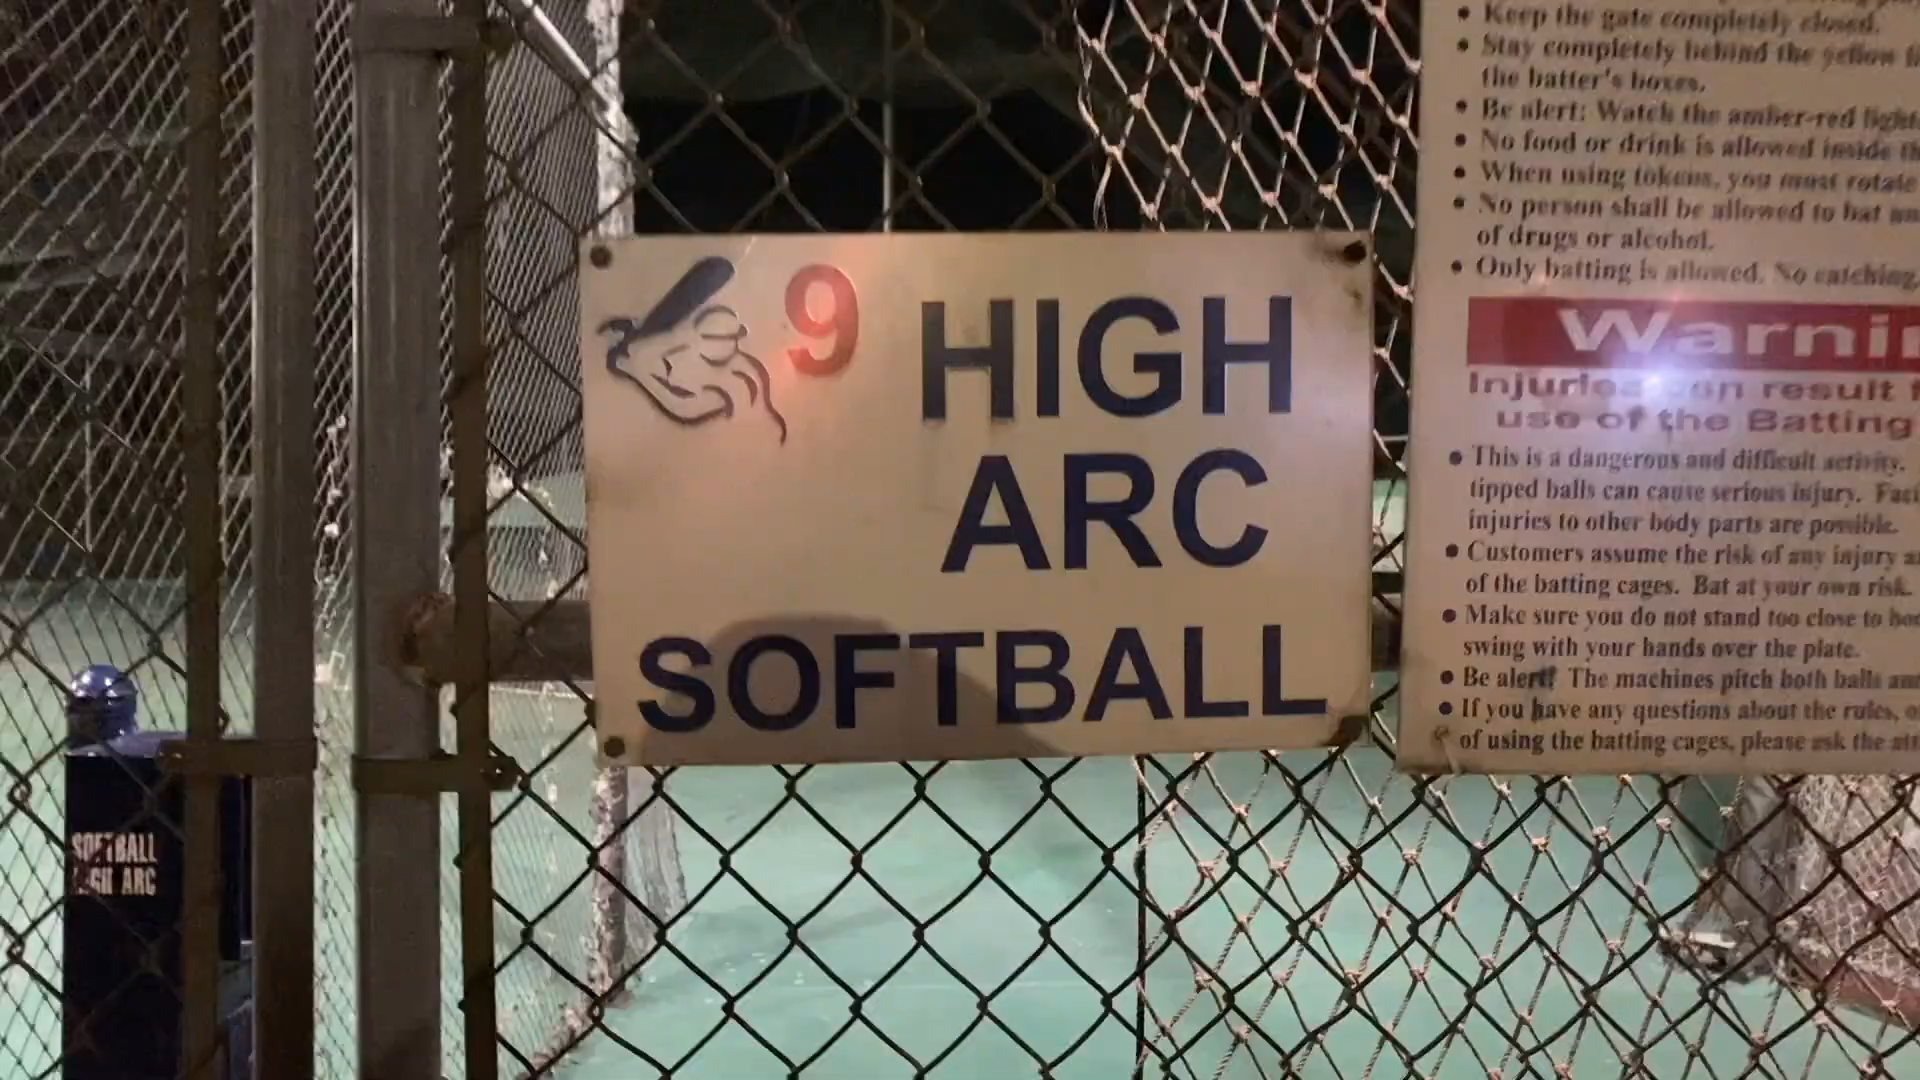 9 HIGH
ARC
SOFTBALL
SOFTBALL
HIGH ARC
Keep the gate completely closed.
Stay completely behind the yellow
the batter's boxes.
Be alert: Watch the amber-red light
No food or drink is allowed inside
When using tokens, you must rotate
No person shall be allowed to bat
of drugs or alcohol.
Only batting is allowed. No catching,
Injuries can result
use of the Batting
This is a dangerous and difficult activity.
tipped balls can cause serious injury.
injuries to other body parts are possible.
Customers assume the risk of any injury
of the batting cages. Bat at your own risk.
Make sure you do not stand too close to
swing with your hands over the plate.
Be alert! The machines pitch both balls
If you have any questions about the rules,
of using the batting cages, please ask the